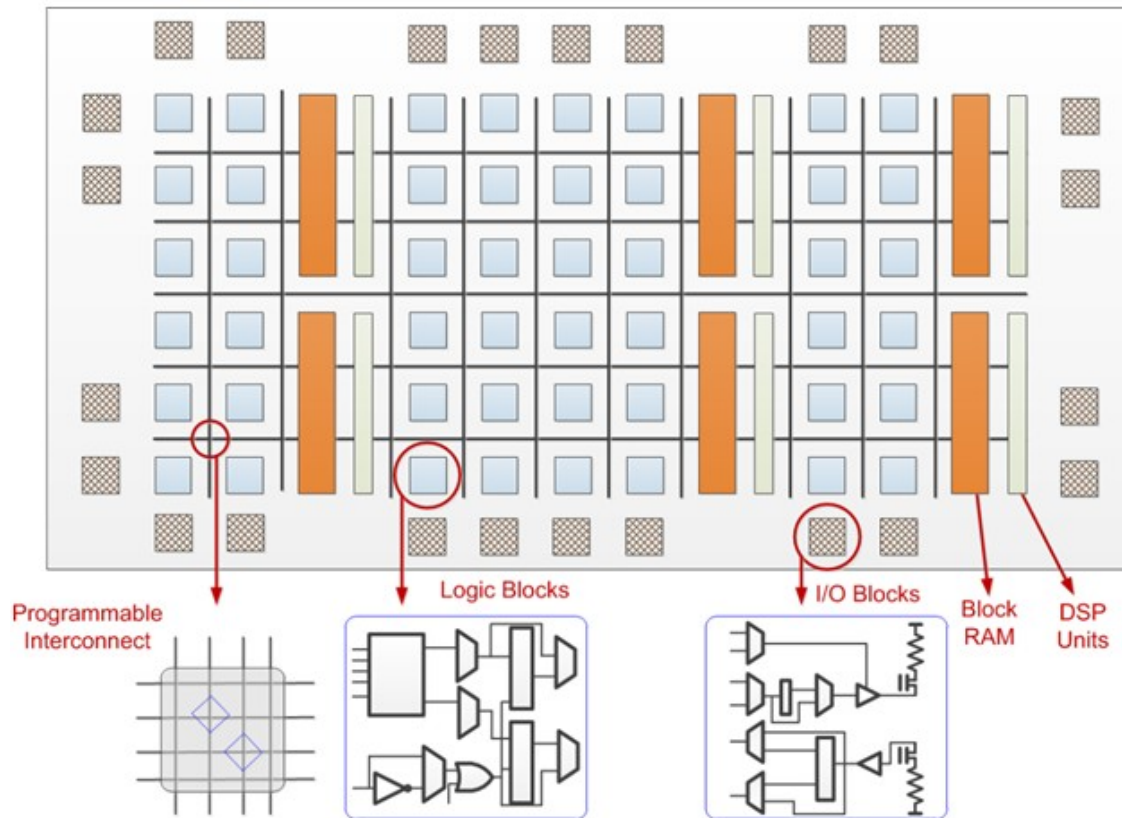 Programmable
Interconnect
Logic Blocks
I/O Blocks
Block
RAM
DSP
Units